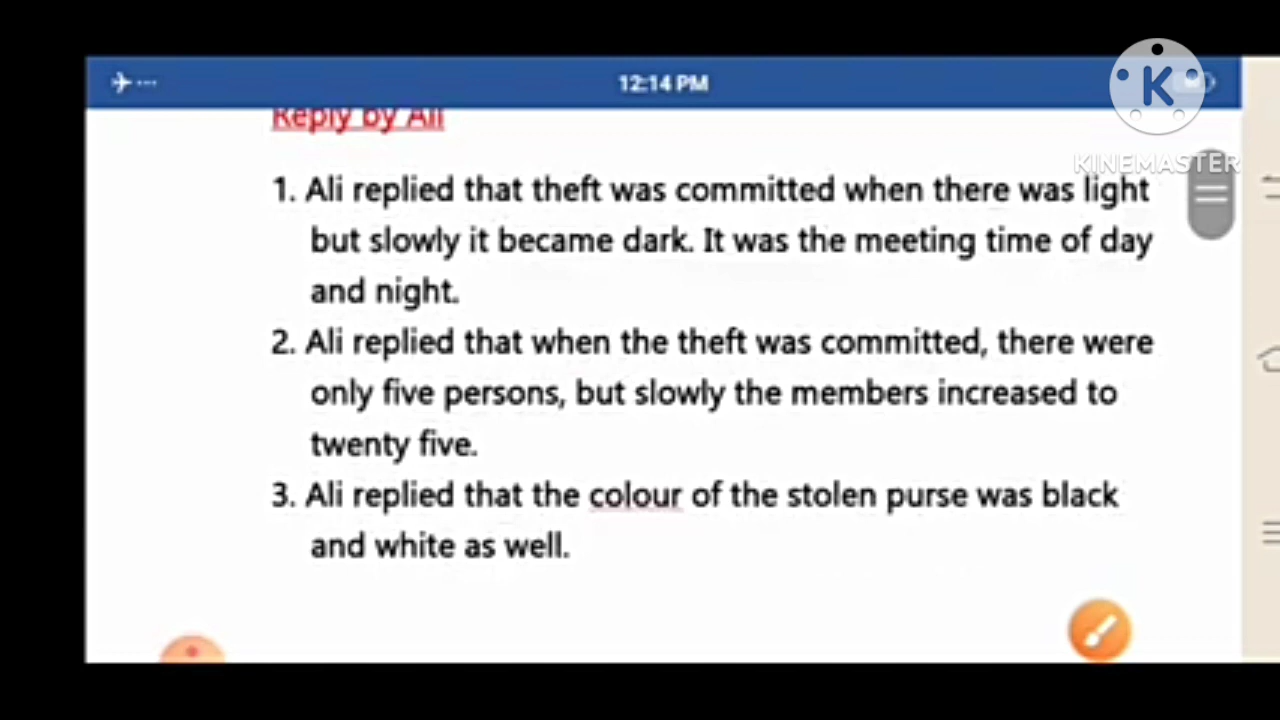 12:14 PM
K
KINEMASTER
Reply by Ali
1. Ali replied that theft was committed when there was light
but slowly it became dark. It was the meeting time of day
and night.
2. Ali replied that when the theft was committed, there were
only five persons, but slowly the members increased to
twenty five.
3. Ali replied that the colour of the stolen purse was black
and white as well.